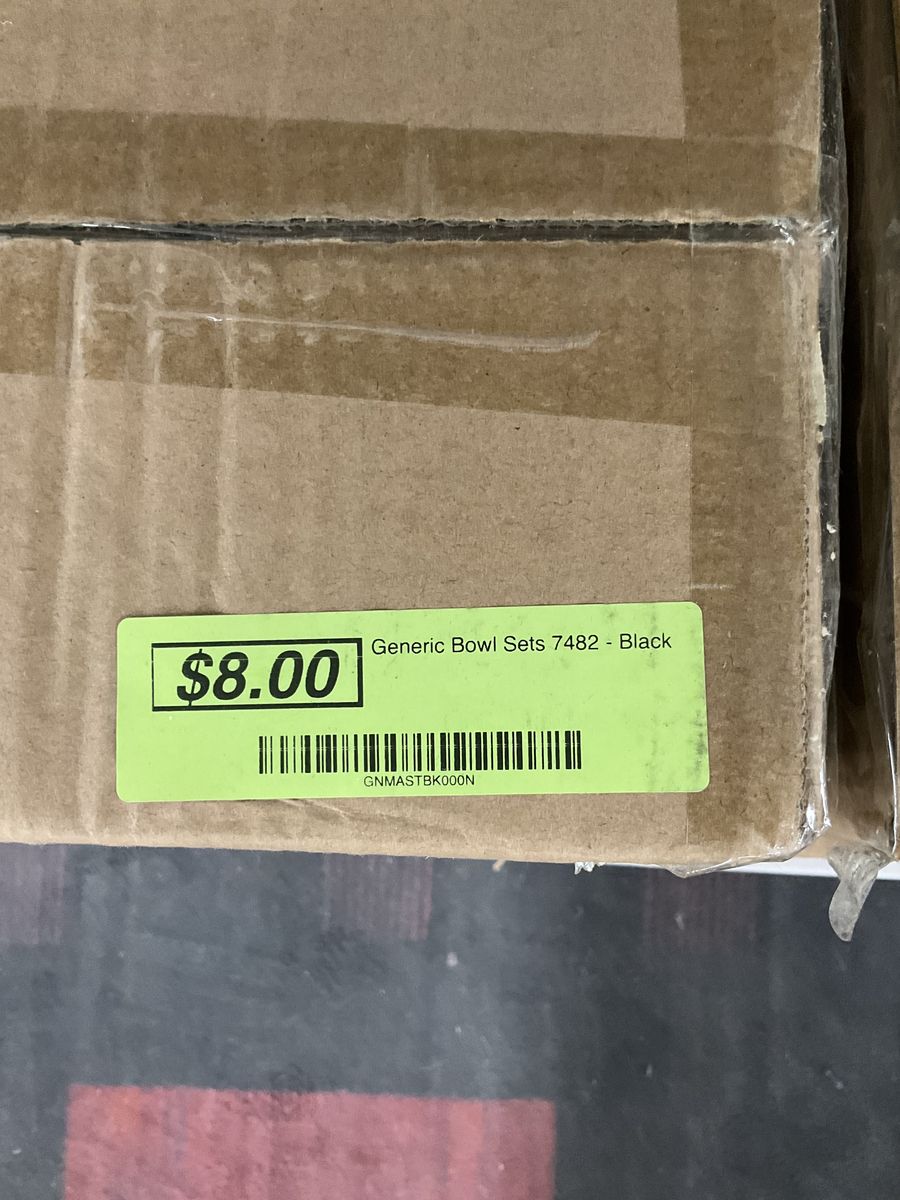 $8.00
Generic Bowl Sets 7482 - Black
GNMASTBK000N